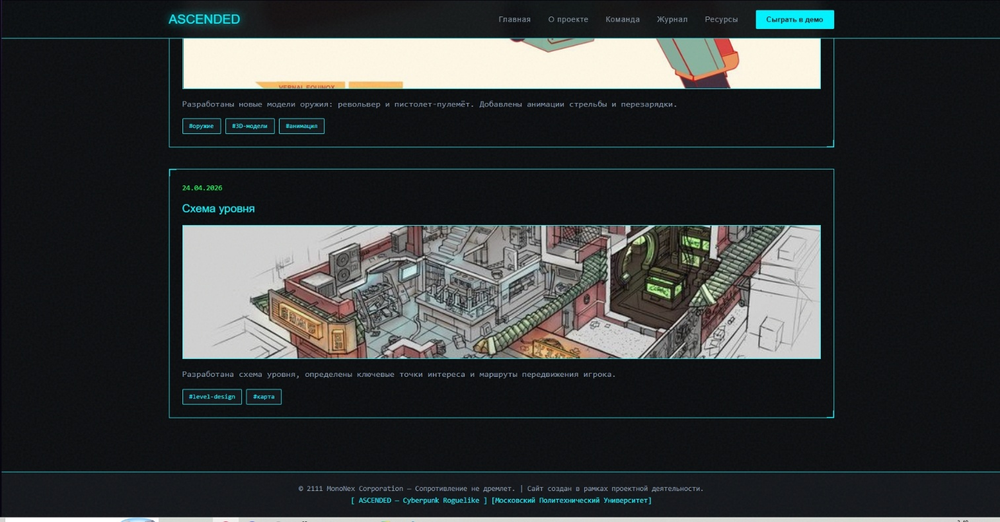 ASCENDED
Главная О проекте Команда Журнал Ресурсы Сыграть в демо
VERNAL EQUINOX
Разработаны новые модели оружия: револьвер и пистолет-пулемёт. Добавлены анимации стрельбы и перезарядки.
#оружие #3D-модели #анимация
24.04.2026
Схема уровня
Разработана схема уровня, определены ключевые точки интереса и маршруты передвижения игрока.
#level-design #карта
© 2111 MonoNex Corporation — Сопротивление не дремлет. | Сайт создан в рамках проектной деятельности.
[ ASCENDED — Cyberpunk Roguelike ] [Московский Политехнический Университет]